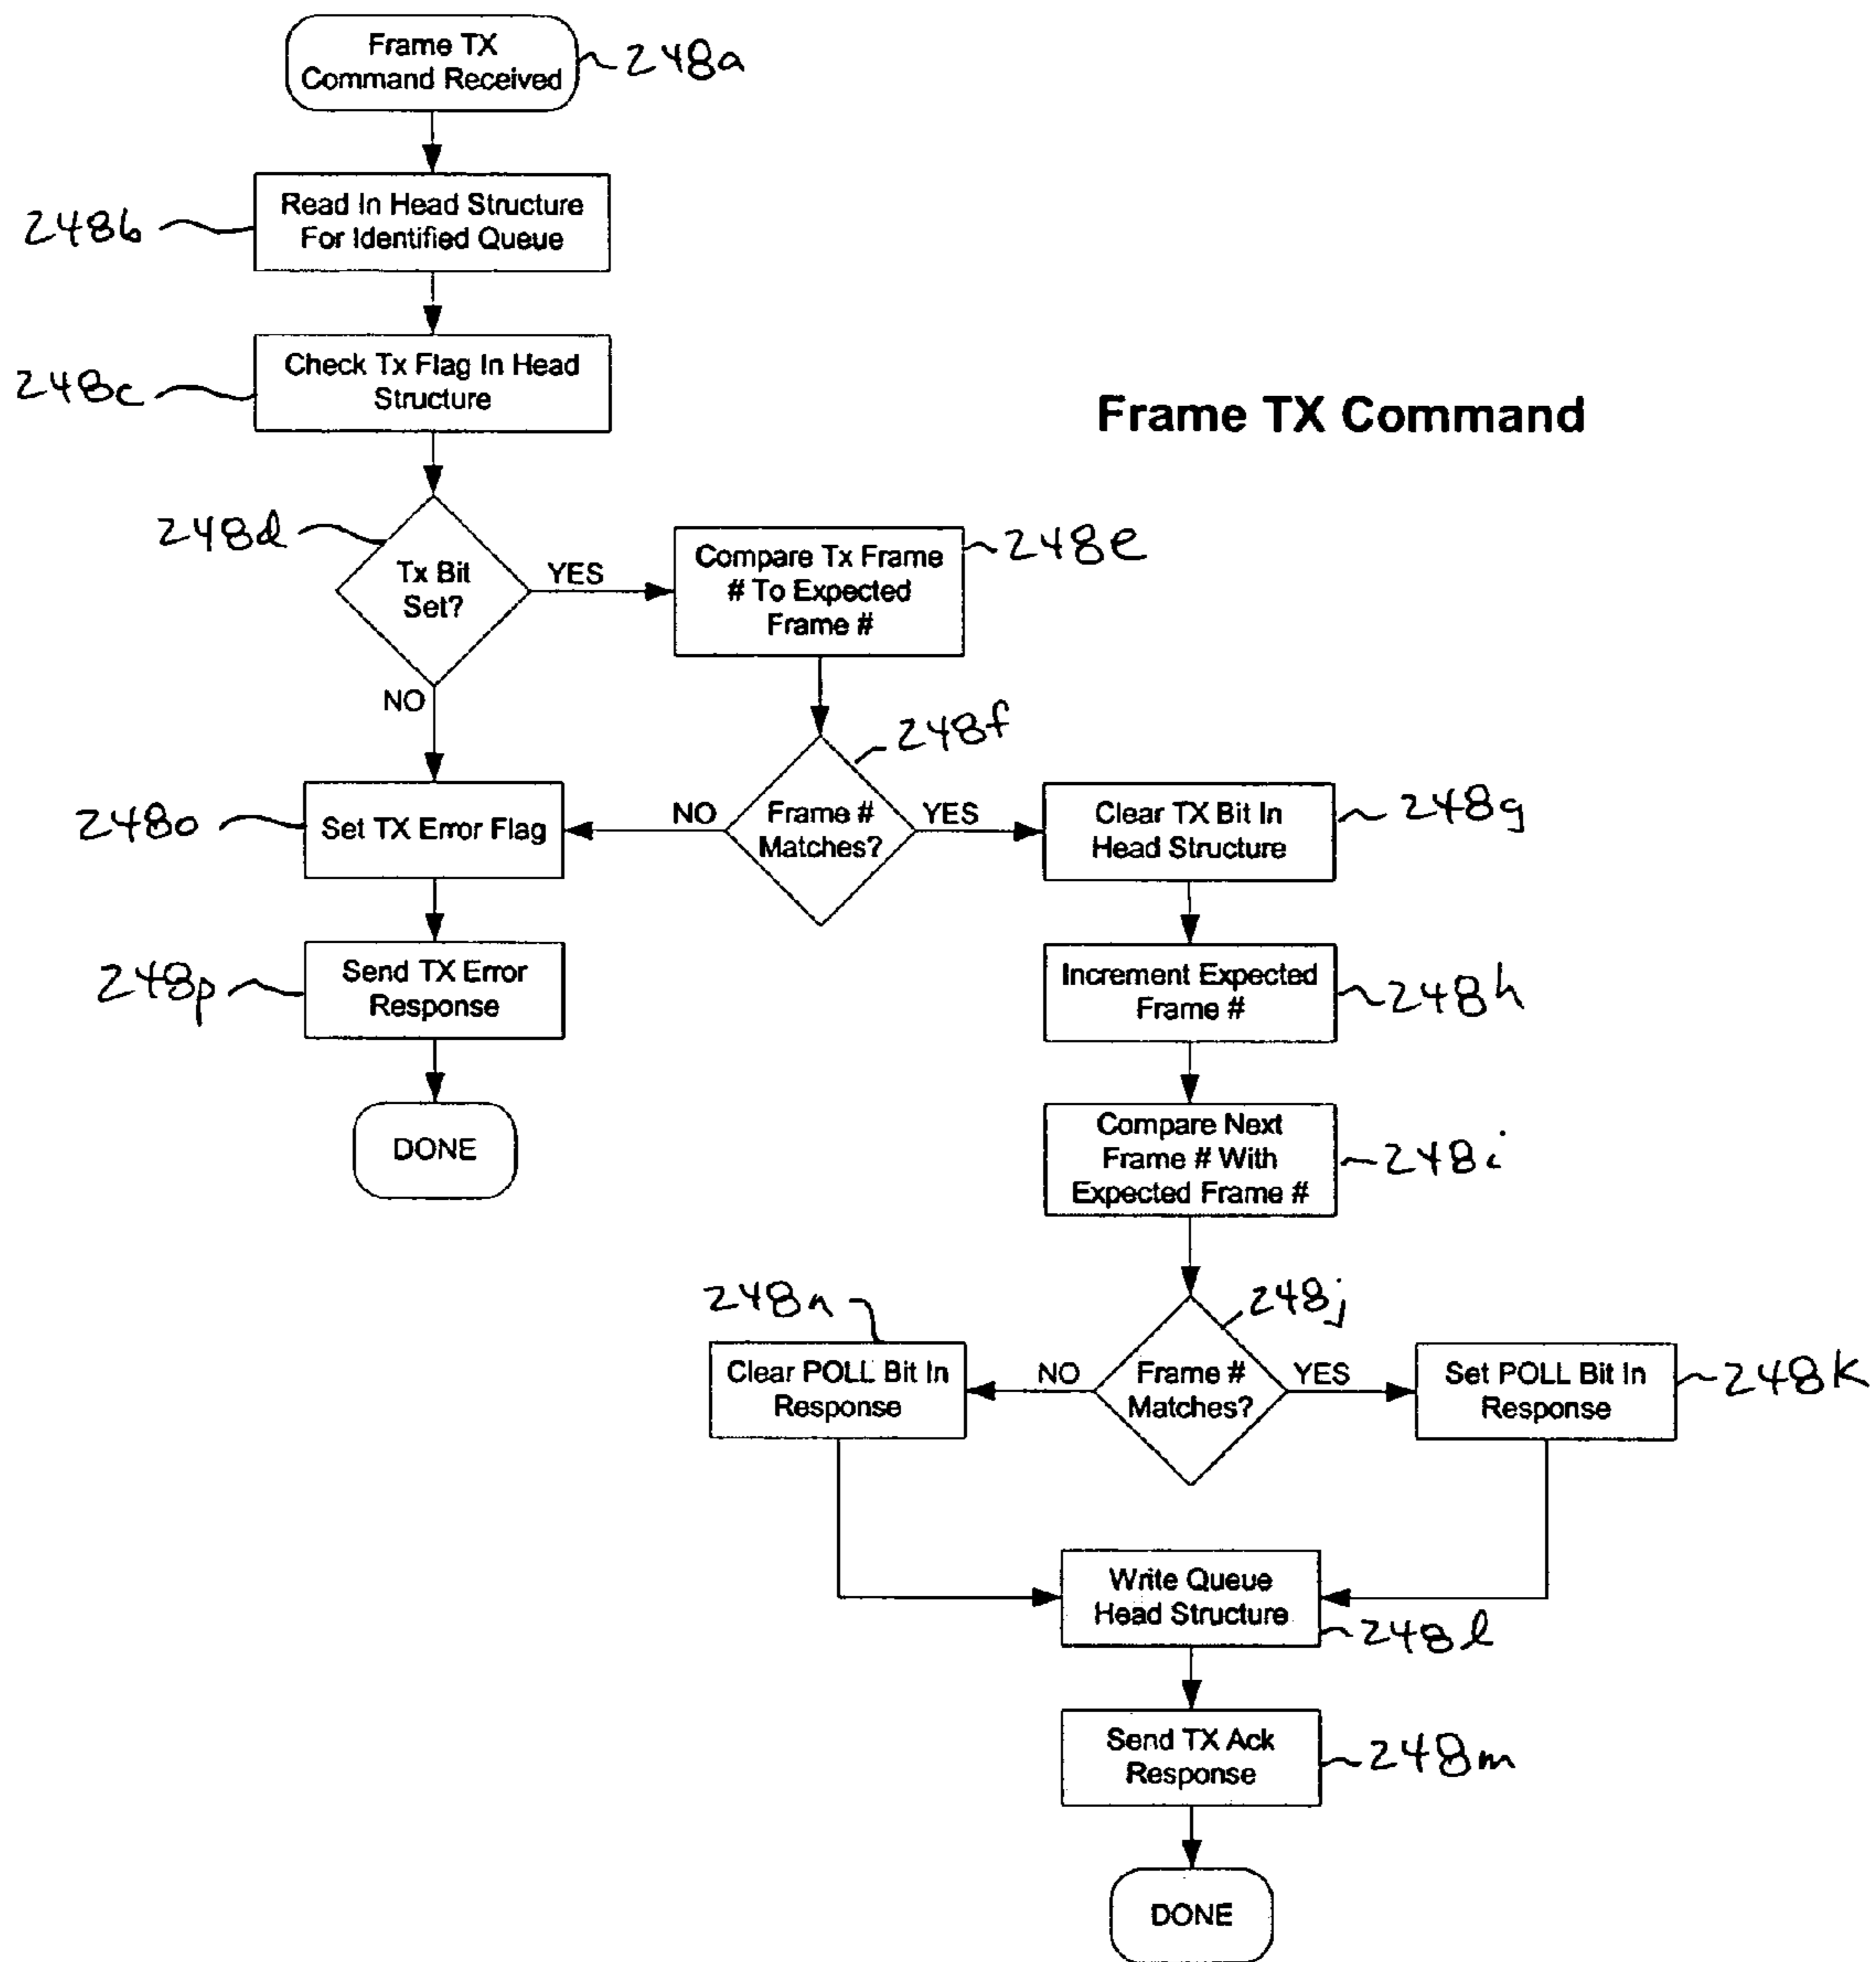 Frame TX
Command Received
248a
Read In Head Structure
For Identified Queue
248b
Check Tx Flag In Head
Structure
248c
Frame TX Command
248d
Tx Bit
Set?
YES
NO
Compare Tx Frame
# To Expected
Frame #
248e
248f
Frame #
Matches?
NO
YES
248o
Set TX Error Flag
Clear TX Bit In
Head Structure
248g
248p
Send TX Error
Response
Increment Expected
Frame #
248h
DONE
Compare Next
Frame # With
Expected Frame #
248i
248n
248j
Clear POLL Bit In
Response
NO
Frame #
Matches?
YES
Set POLL Bit In
Response
248k
Write Queue
Head Structure
248l
Send TX Ack
Response
248m
DONE